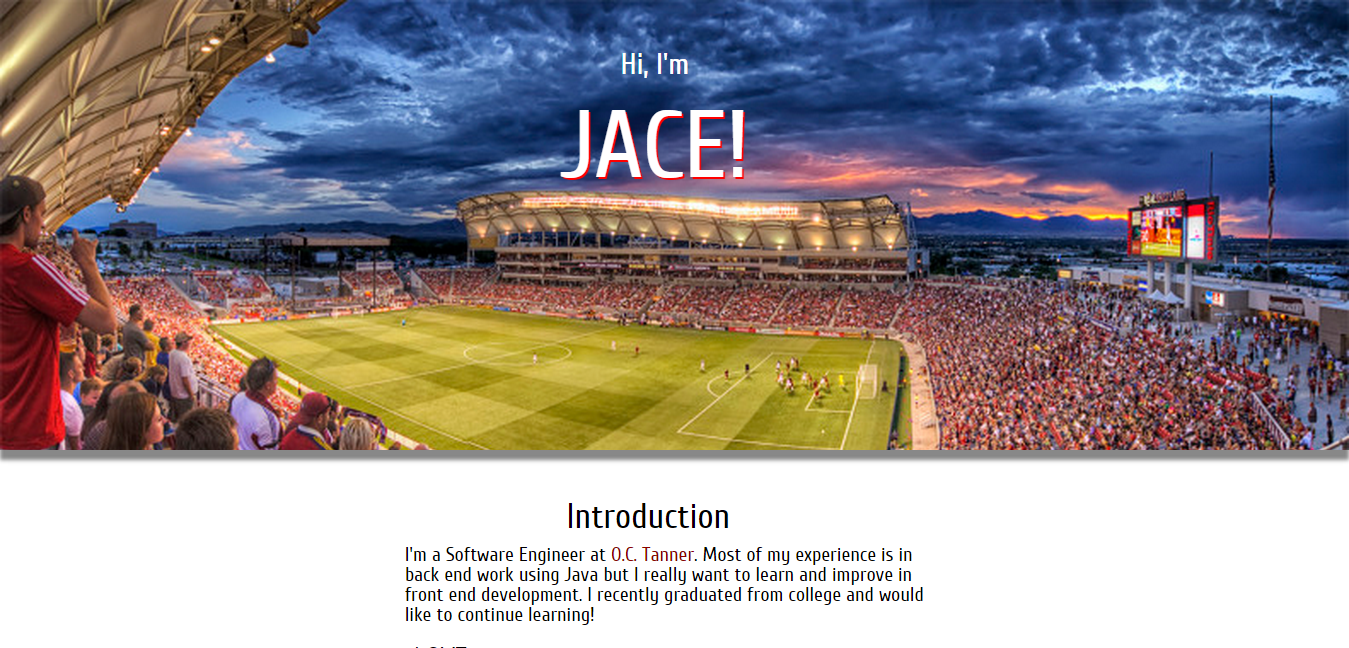 Hi, I'm
JACE!
Introduction
I'm a Software Engineer at O.C. Tanner. Most of my experience is in
back end work using Java but I really want to learn and improve in
front end development. I recently graduated from college and would
like to continue learning!